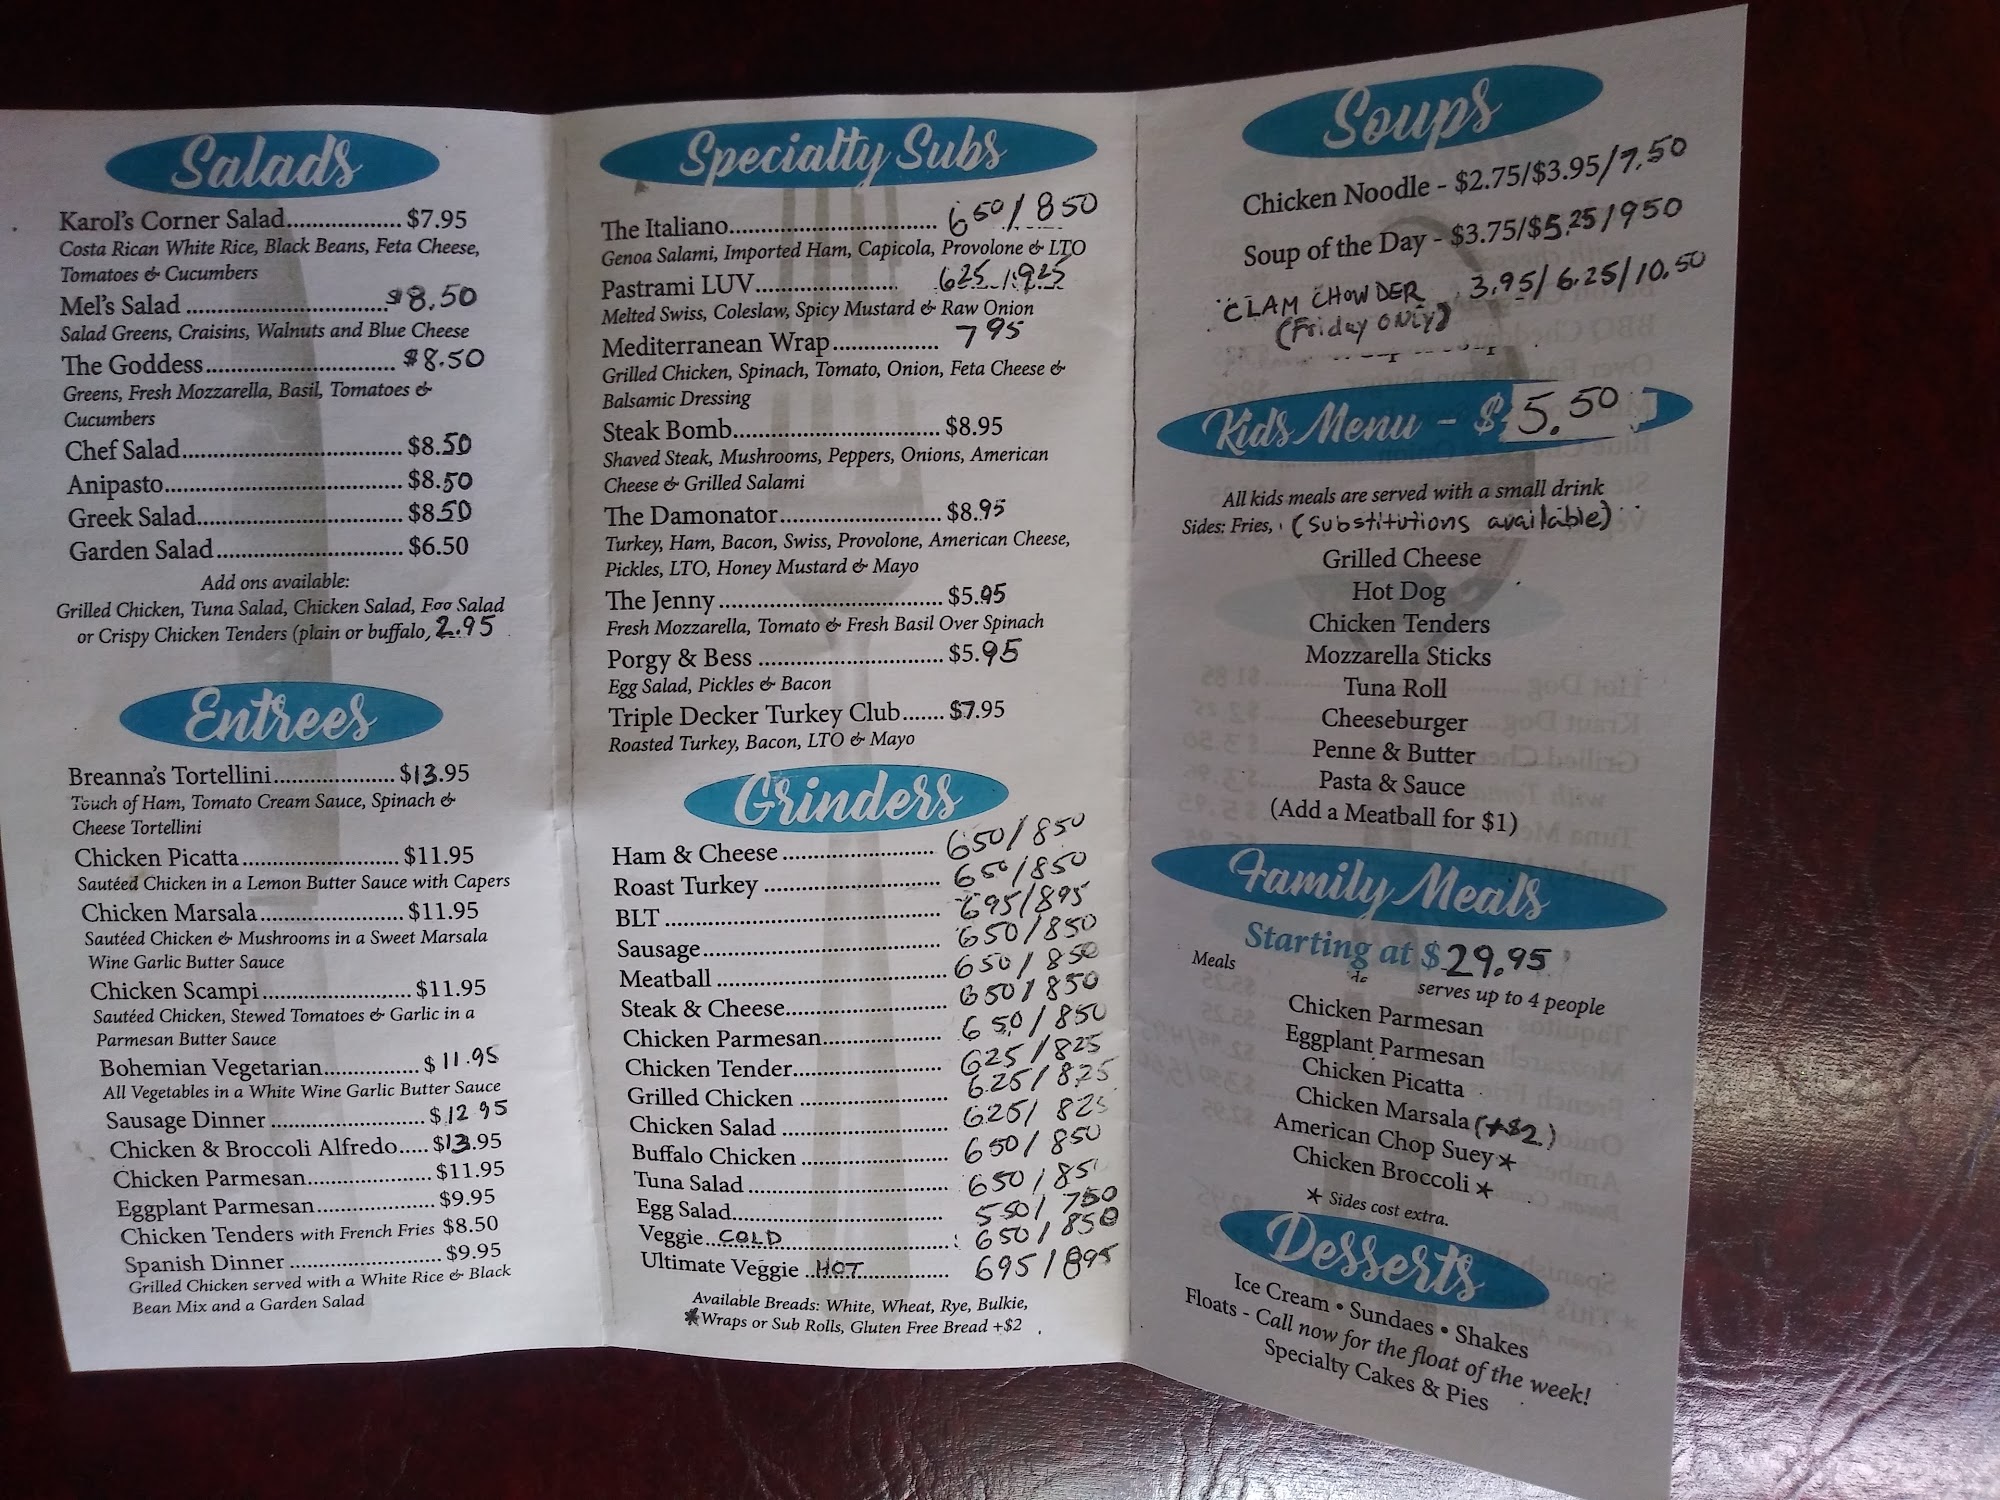 Salads
Karol's Corner Salad.................. $7.95
Costa Rican White Rice, Black Beans, Feta Cheese,
Tomatoes & Cucumbers
Mel's Salad ................................$8.50
Salad Greens, Craisins, Walnuts and Blue Cheese
The Goddess.............................. $8.50
Greens, Fresh Mozzarella, Basil, Tomatoes &
Cucumbers
Chef Salad................................... $8.50
Anipasto...................................... $8.50
Greek Salad................................. $8.50
Garden Salad.............................. $6.50
Add ons available:
Grilled Chicken, Tuna Salad, Chicken Salad, Egg Salad
or Crispy Chicken Tenders (plain or buffalo, 2.95
Entrees
Breanna's Tortellini.................... $13.95
Touch of Ham, Tomato Cream Sauce, Spinach &
Cheese Tortellini
Chicken Picatta.......................... $11.95
Sautéed Chicken in a Lemon Butter Sauce with Capers
Chicken Marsala........................ $11.95
Sautéed Chicken & Mushrooms in a Sweet Marsala
Wine Garlic Butter Sauce
Chicken Scampi......................... $11.95
Sautéed Chicken, Stewed Tomatoes & Garlic in a
Parmesan Butter Sauce
Bohemian Vegetarian................ $11.95
All Vegetables in a White Wine Garlic Butter Sauce
Sausage Dinner .......................... $12 95
Chicken & Broccoli Alfredo..... $13.95
Chicken Parmesan..................... $11.95
Eggplant Parmesan.................... $9.95
Chicken Tenders with French Fries $8.50
Spanish Dinner .......................... $9.95
Grilled Chicken served with a White Rice & Black
Bean Mix and a Garden Salad
Specialty Subs
The Italiano................................... 650/850
Genoa Salami, Imported Ham, Capicola, Provolone & LTO
Pastrami LUV........................ 625/925
Melted Swiss, Coleslaw, Spicy Mustard & Raw Onion
Mediterranean Wrap.................. 795
Grilled Chicken, Spinach, Tomato, Onion, Feta Cheese &
Balsamic Dressing
Steak Bomb................................... $8.95
Shaved Steak, Mushrooms, Peppers, Onions, American
Cheese & Grilled Salami
The Damonator........................... $8.95
Turkey, Ham, Bacon, Swiss, Provolone, American Cheese,
Pickles, LTO, Honey Mustard & Mayo
The Jenny...................................... $5.95
Fresh Mozzarella, Tomato & Fresh Basil Over Spinach
Porgy & Bess ............................... $5.95
Egg Salad, Pickles & Bacon
Triple Decker Turkey Club....... $7.95
Roasted Turkey, Bacon, LTO & Mayo
Grinders
Ham & Cheese.......................... 650/850
Roast Turkey.............................. 650/850
BLT.............................................. 695/895
Sausage........................................ 650/850
Meatball...................................... 650/850
Steak & Cheese........................... 650/850
Chicken Parmesan.................... 650/850
Chicken Tender......................... 625/825
Grilled Chicken......................... 625/825
Chicken Salad............................ 625/825
Buffalo Chicken......................... 650/850
Tuna Salad.................................. 650/85
Egg Salad.................................... 550/750
Veggie..COLD............................ 650/850
Ultimate Veggie ..HOT.............. 695/895
Available Breads: White, Wheat, Rye, Bulkie,
*Wraps or Sub Rolls, Gluten Free Bread +$2
Soups
Chicken Noodle - $2.75/$3.95/7.50
Soup of the Day - $3.75/$5.25/950
CLAM CHOWDER 3.95/6.25/10.50
(Friday ONLY)
Kids Menu - $5.50
All kids meals are served with a small drink
Sides: Fries, (substitutions available)
Grilled Cheese
Hot Dog
Chicken Tenders
Mozzarella Sticks
Tuna Roll
Cheeseburger
Penne & Butter
Pasta & Sauce
(Add a Meatball for $1)
Family Meals
Starting at $29.95
Meals serves up to 4 people
Chicken Parmesan
Eggplant Parmesan
Chicken Picatta
Chicken Marsala (+$2)
American Chop Suey *
Chicken Broccoli *
* Sides cost extra.
Desserts
Ice Cream • Sundaes • Shakes
Floats - Call now for the float of the week!
Specialty Cakes & Pies